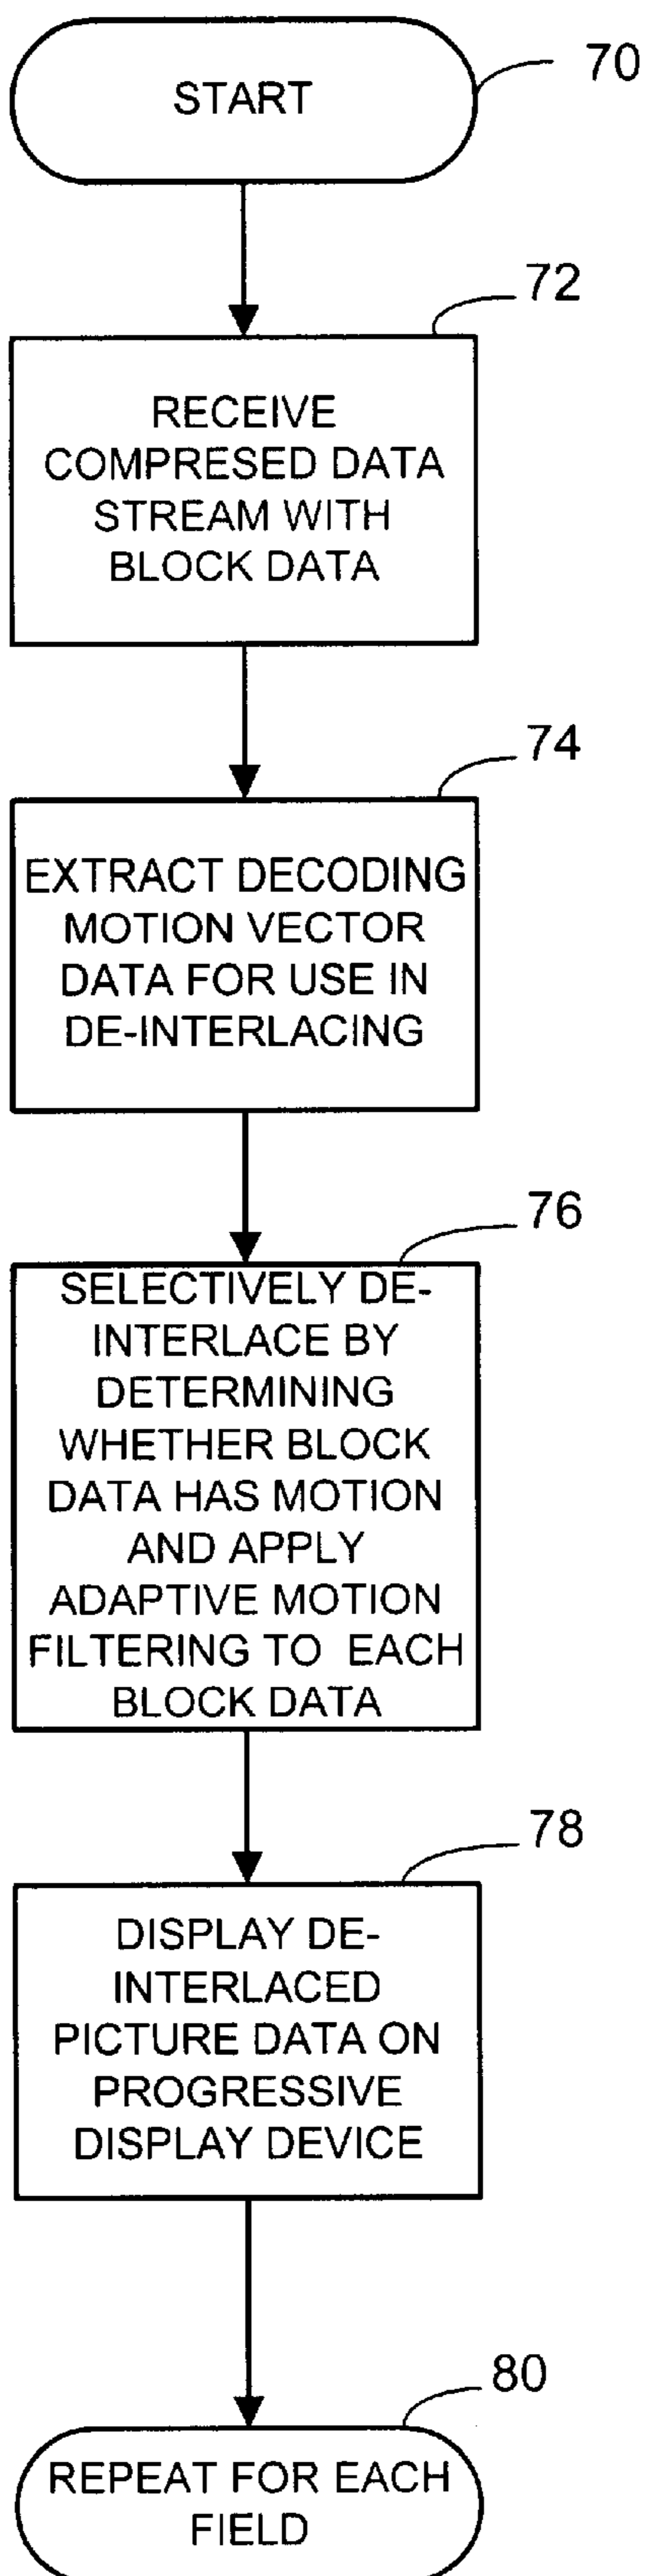 START
70
72
RECEIVE
COMPRESED DATA
STREAM WITH
BLOCK DATA
74
EXTRACT DECODING
MOTION VECTOR
DATA FOR USE IN
DE-INTERLACING
76
SELECTIVELY DE-
INTERLACE BY
DETERMINING
WHETHER BLOCK
DATA HAS MOTION
AND APPLY
ADAPTIVE MOTION
FILTERING TO EACH
BLOCK DATA
78
DISPLAY DE-
INTERLACED
PICTURE DATA ON
PROGRESSIVE
DISPLAY DEVICE
80
REPEAT FOR EACH
FIELD